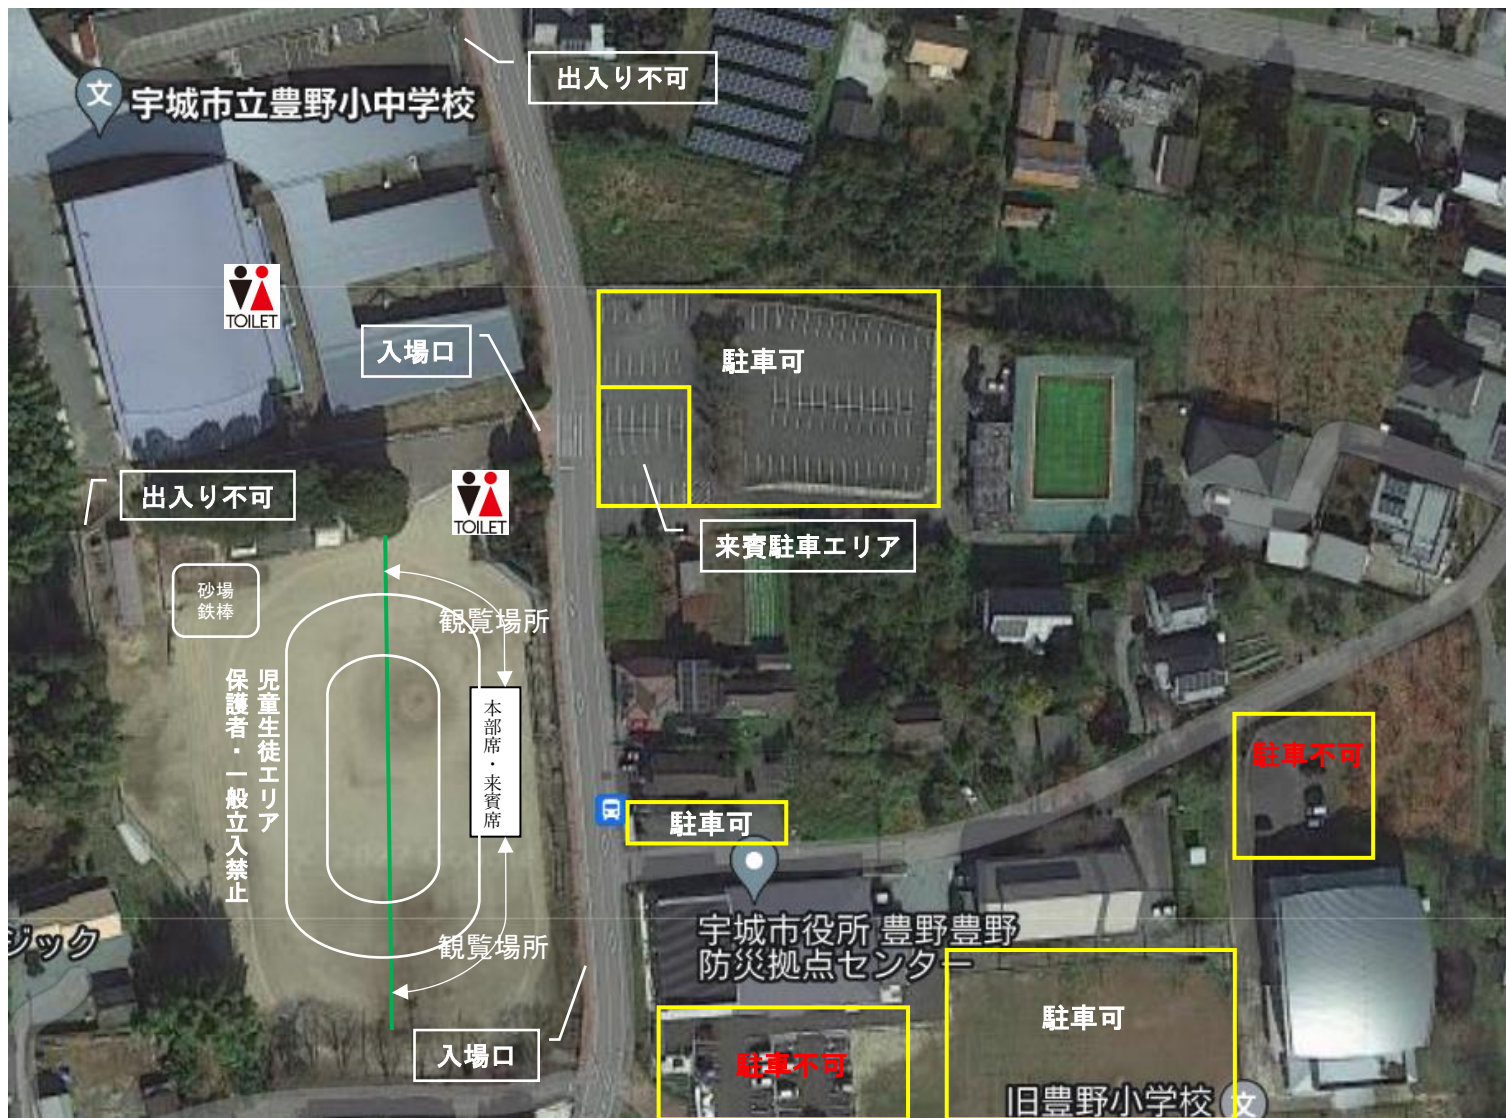 出入り不可
文
宇城市立豊野小中学校
TOILET
入場口
駐車可
出入り不可
TOILET
来賓駐車エリア
砂場
鉄棒
観覧場所
児童生徒エリア
保護者・一般立入禁止
本部席・来賓席
駐車不可
駐車可
宇城市役所 豊野豊野
防災拠点センター
ジック
観覧場所
駐車可
入場口
駐車不可
旧豊野小学校
文